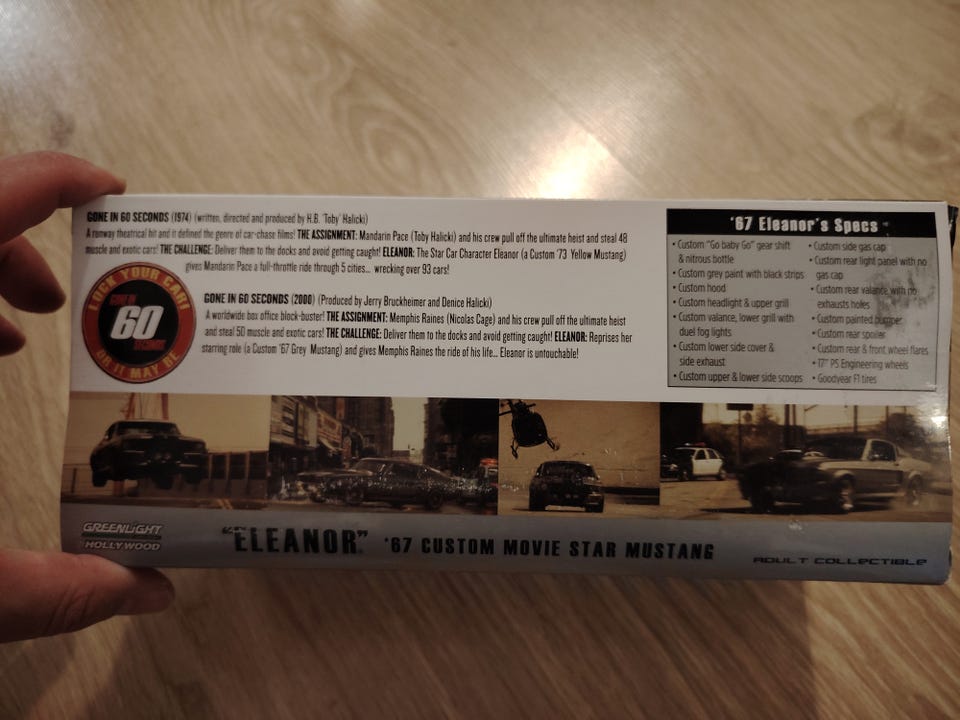 GONE IN 60 SECONDS (1974) (written, directed and produced by H.B. 'Toby' Halicki)
A runway theatrical hit and it defined the genre of car-chase films! THE ASSIGNMENT: Mandarin Pace (Toby Halicki) and his crew pull off the ultimate heist and steal 48
muscle and exotic cars! THE CHALLENGE: Deliver them to the docks and avoid getting caught! ELEANOR: The Star Car Character Eleanor (a Custom '73 Yellow Mustang)
gives Mandarin Pace a full-throttle ride through 5 cities... wrecking over 93 cars!
LOCK YOUR CAR!
GONE IN
60
SECONDS
OR IT MAY BE
GONE IN 60 SECONDS (2000) (Produced by Jerry Bruckheimer and Denice Halicki)
A worldwide box office block-buster! THE ASSIGNMENT: Memphis Raines (Nicolas Cage) and his crew pull off the ultimate heist
and steal 50 muscle and exotic cars! THE CHALLENGE: Deliver them to the docks and avoid getting caught! ELEANOR: Reprises her
starring role (a Custom '67 Grey Mustang) and gives Memphis Raines the ride of his life... Eleanor is untouchable!
'67 Eleanor's Specs
• Custom "Go baby Go" gear shift
& nitrous bottle
• Custom grey paint with black strips
• Custom hood
• Custom headlight & upper grill
• Custom valance, lower grill with
duel fog lights
• Custom lower side cover &
side exhaust
• Custom upper & lower side scoops
• Custom side gas cap
• Custom rear light panel with no
gas cap
• Custom rear valance with no
exhausts holes
• Custom painted bumper
• Custom rear spoiler
• Custom rear & front wheel flares
• 17" PS Engineering wheels
• Goodyear F1 tires
GREENLIGHT
HOLLYWOOD
"ELEANOR" '67 CUSTOM MOVIE STAR MUSTANG
ADULT COLLECTIBLE